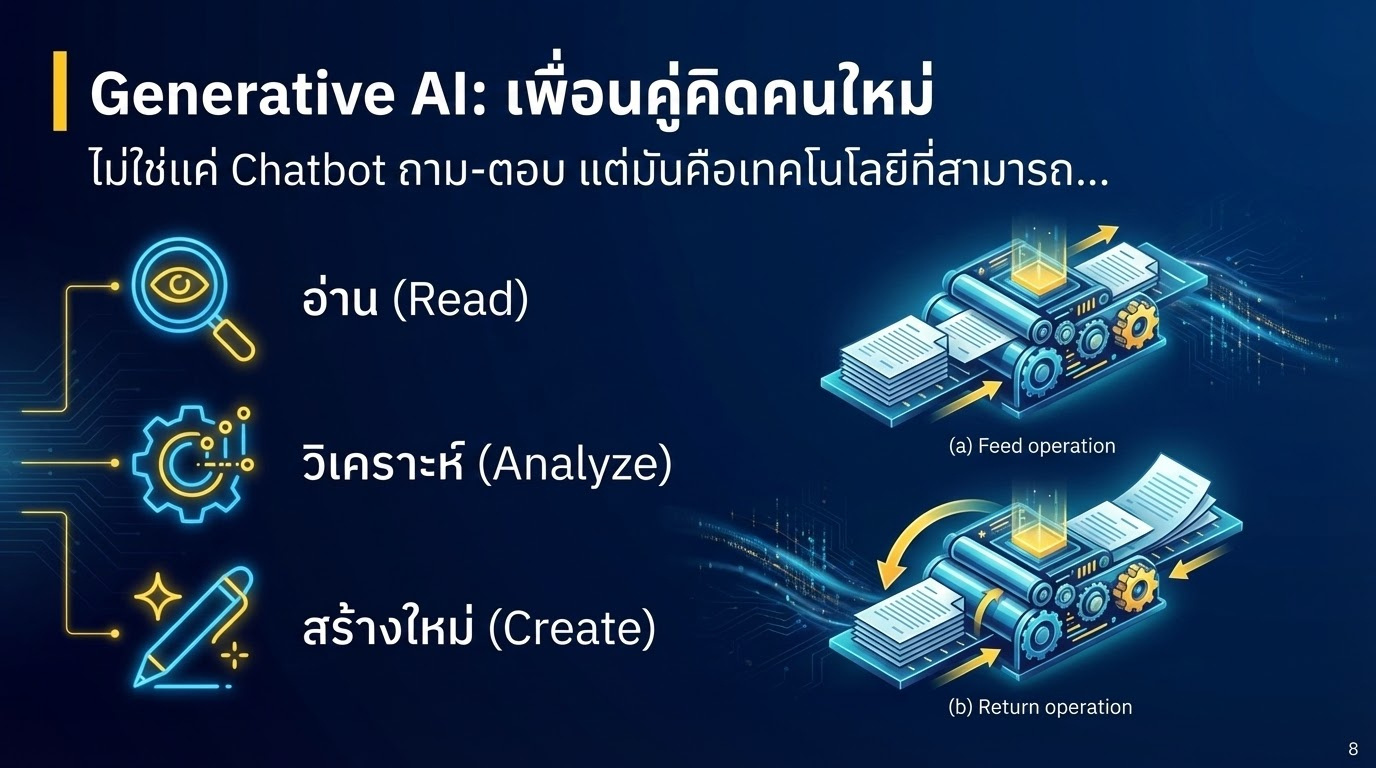 Generative AI: เพื่อนคู่คิดคนใหม่
ไม่ใช่แค่ Chatbot ถาม-ตอบ แต่มันคือเทคโนโลยีที่สามารถ...
อ่าน (Read)
วิเคราะห์ (Analyze)
สร้างใหม่ (Create)
(a) Feed operation
(b) Return operation
8